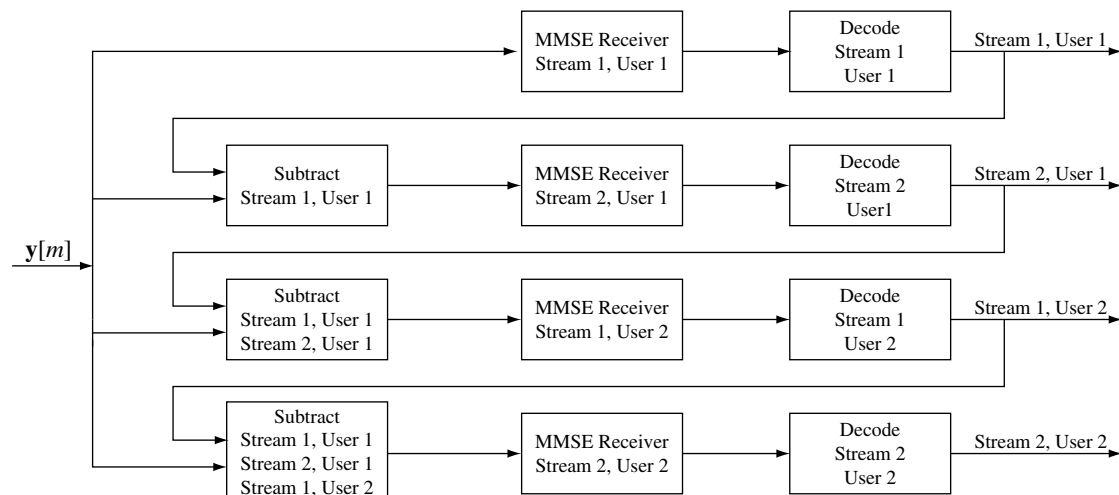 MMSE Receiver
Stream 1, User 1
Decode
Stream 1
User 1
Stream 1, User 1
Subtract
Stream 1, User 1
MMSE Receiver
Stream 2, User 1
Decode
Stream 2
User1
Stream 2, User 1
y[m]
Subtract
Stream 1, User 1
Stream 2, User 1
MMSE Receiver
Stream 1, User 2
Decode
Stream 1
User 2
Stream 1, User 2
Subtract
Stream 1, User 1
Stream 2, User 1
Stream 1, User 2
MMSE Receiver
Stream 2, User 2
Decode
Stream 2
User 2
Stream 2, User 2